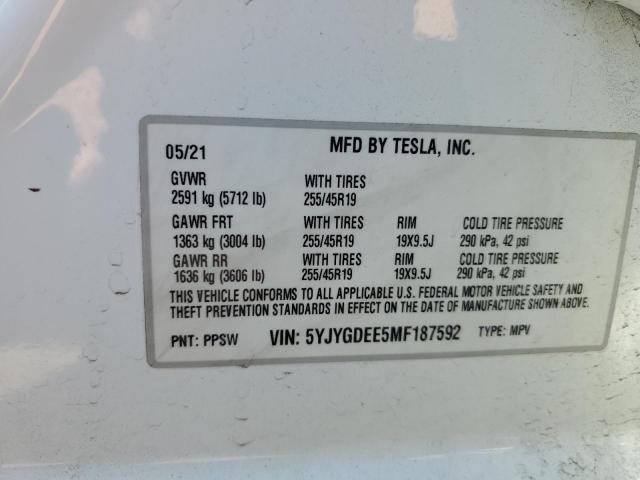 05/21 MFD BY TESLA, INC.
GVWR WITH TIRES
2591 kg (5712 lb) 255/45R19
GAWR FRT WITH TIRES RIM COLD TIRE PRESSURE
1363 kg (3004 lb) 255/45R19 19X9.5J 290 kPa, 42 psi
GAWR RR WITH TIRES RIM COLD TIRE PRESSURE
1636 kg (3606 lb) 255/45R19 19X9.5J 290 kPa, 42 psi
THIS VEHICLE CONFORMS TO ALL APPLICABLE U.S. FEDERAL MOTOR VEHICLE SAFETY AND
THEFT PREVENTION STANDARDS IN EFFECT ON THE DATE OF MANUFACTURE SHOWN ABOVE.
PNT: PPSW VIN: 5YJYGDEE5MF187592 TYPE: MPV